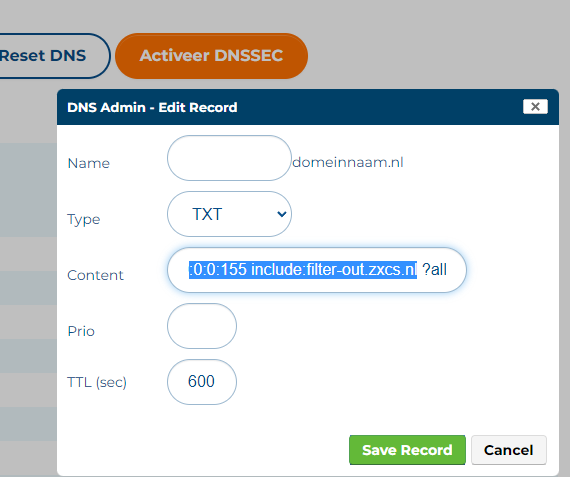 Reset DNS
Activeer DNSSEC
DNS Admin - Edit Record
Name
domeinnaam.nl
Type
TXT
Content
:0:0:155 include:filter-out.zxcs.nl ?all
Prio
TTL (sec)
600
Save Record
Cancel